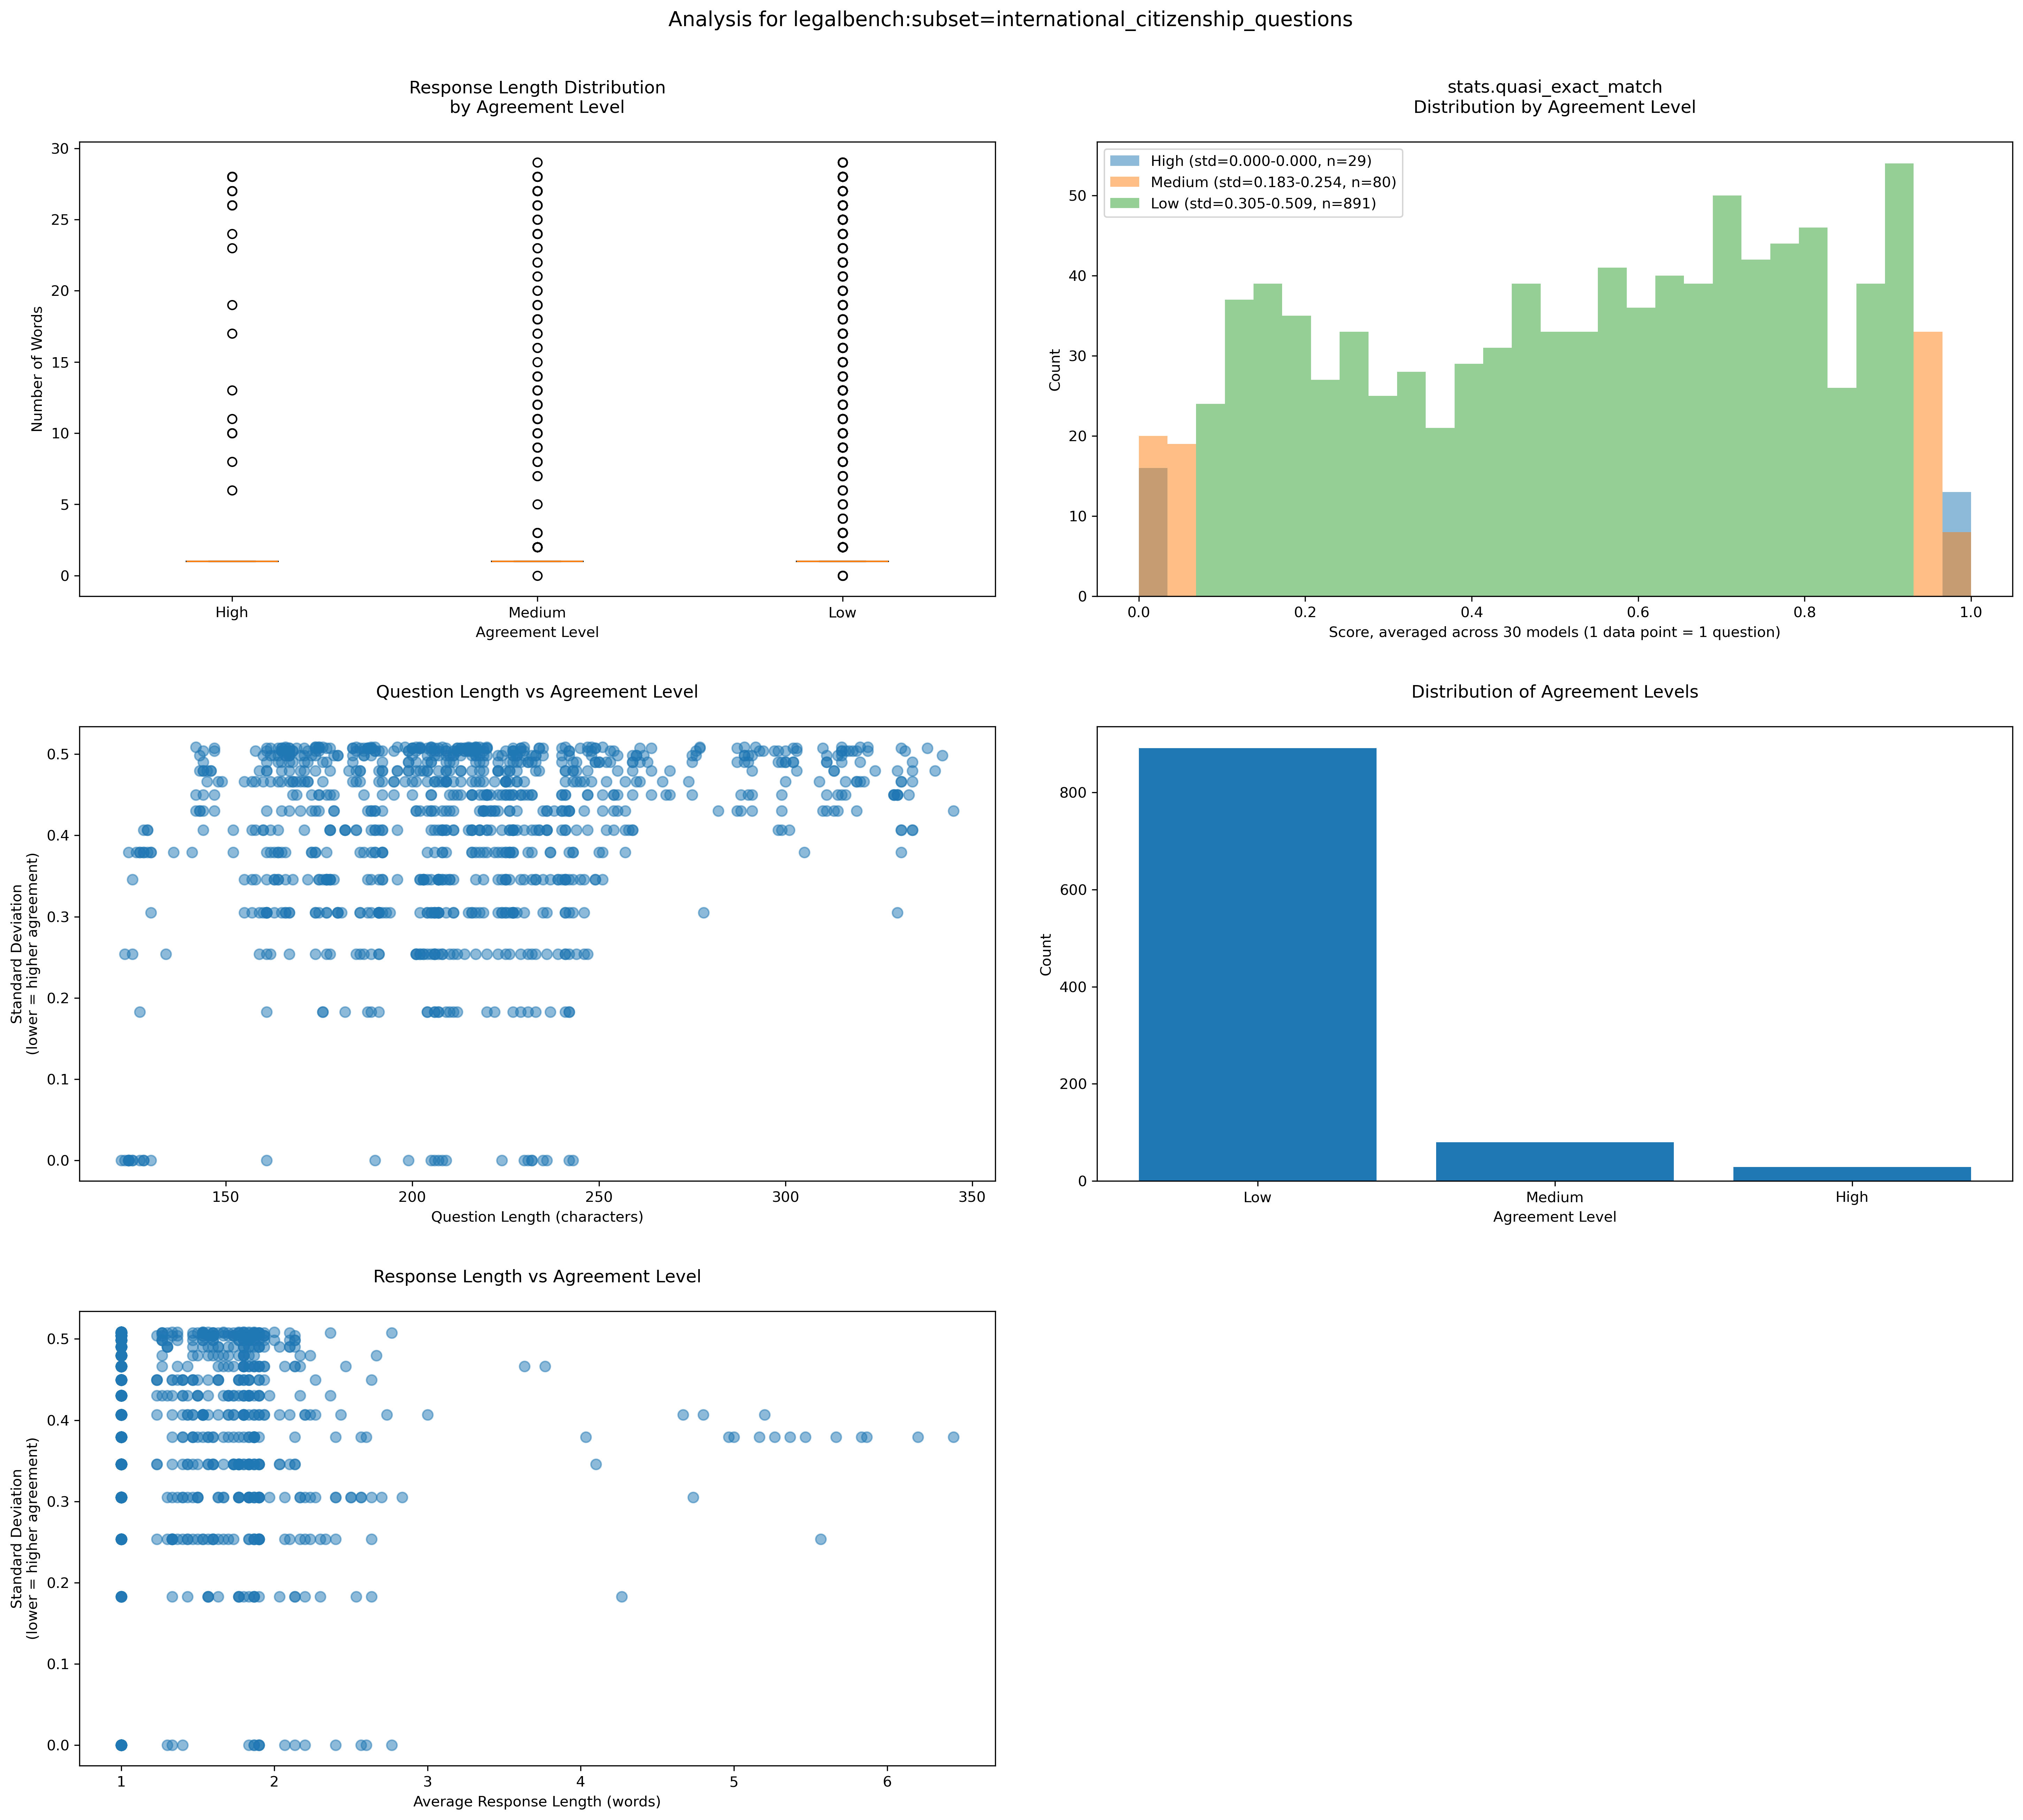 Analysis for legalbench:subset=international_citizenship_questions
Response Length Distribution
by Agreement Level
30
25
20
15
10
5
0
Number of Words
High
Medium
Low
Agreement Level
stats.quasi_exact_match
Distribution by Agreement Level
High (std=0.000-0.000, n=29)
Medium (std=0.183-0.254, n=80)
Low (std=0.305-0.509, n=891)
50
40
30
20
10
0
Count
0.0
0.2
0.4
0.6
0.8
1.0
Score, averaged across 30 models (1 data point = 1 question)
Question Length vs Agreement Level
0.5
0.4
0.3
0.2
0.1
0.0
Standard Deviation
(lower = higher agreement)
150
200
250
300
350
Question Length (characters)
Distribution of Agreement Levels
800
600
400
200
0
Count
Low
Medium
High
Agreement Level
Response Length vs Agreement Level
0.5
0.4
0.3
0.2
0.1
0.0
Standard Deviation
(lower = higher agreement)
1
2
3
4
5
6
Average Response Length (words)